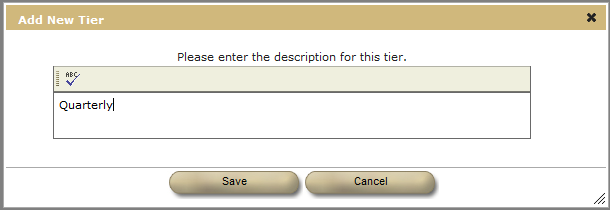 Add New Tier
Please enter the description for this tier.
ABC
Quarterly
Save Cancel